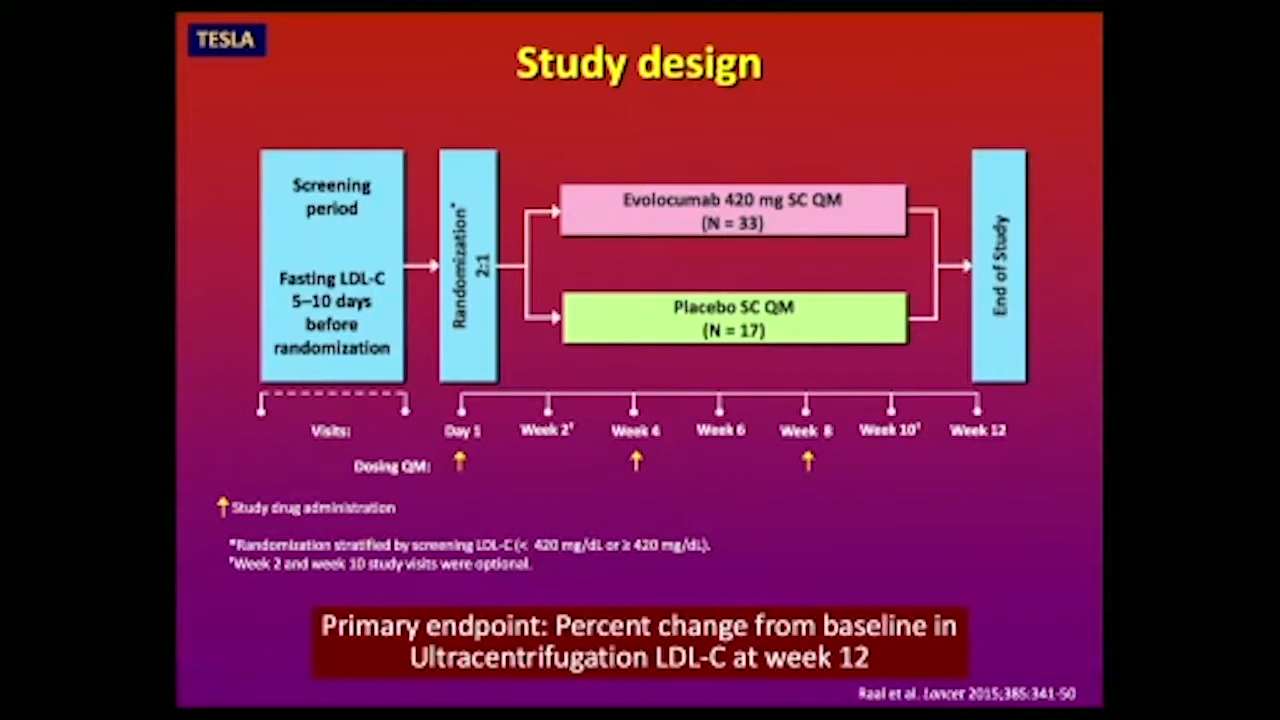 TESLA
Study design
Screening
period
Fasting LDL-C
5–10 days
before
randomization
Randomization*
2:1
Evolocumab 420 mg SC QM
(N = 33)
Placebo SC QM
(N = 17)
End of Study
Visits:
Day 1
Week 2†
Week 4
Week 6
Week 8
Week 10†
Week 12
Dosing QM:
Study drug administration
*Randomization stratified by screening LDL-C (< 420 mg/dL or ≥ 420 mg/dL).
†Week 2 and week 10 study visits were optional.
Primary endpoint: Percent change from baseline in
Ultracentrifugation LDL-C at week 12
Raal et al. Lancet 2015;385:341-50